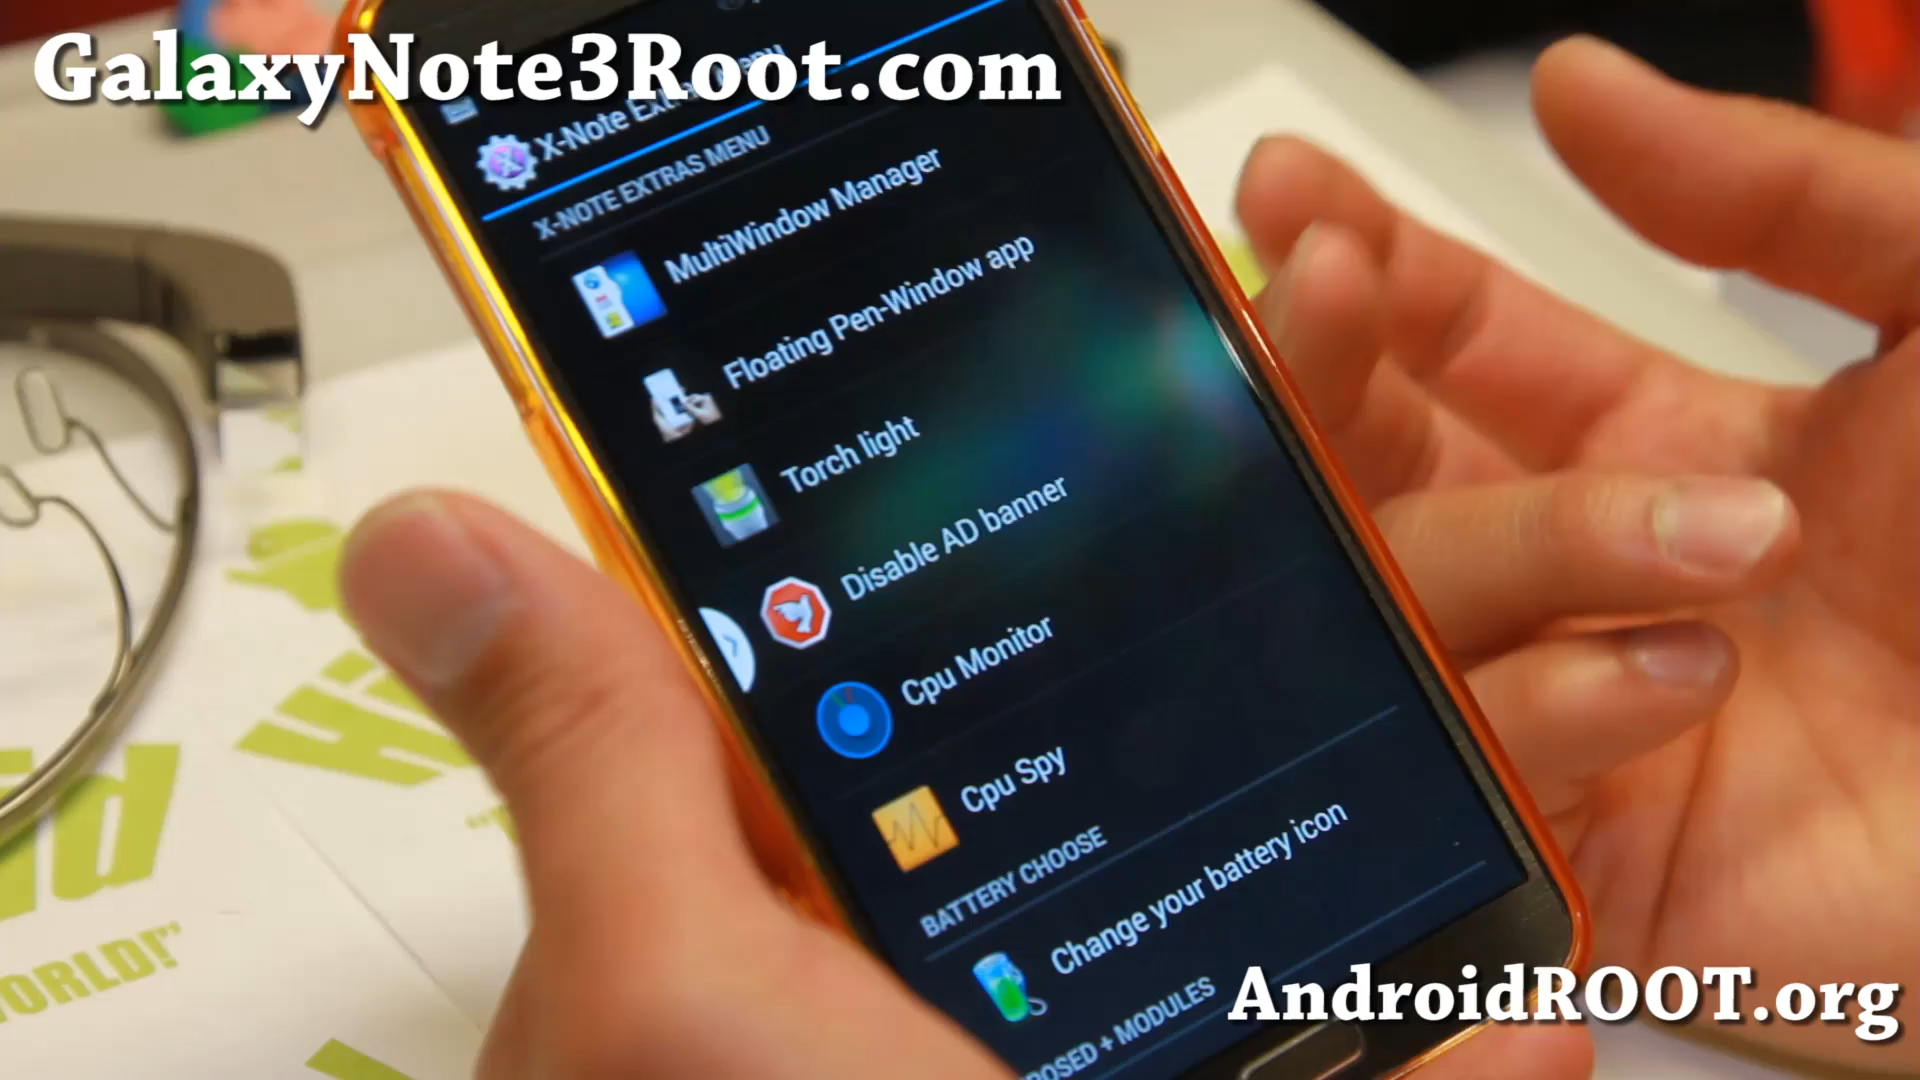 GalaxyNote3Root.com
X-Note
X-NOTE EXTRAS MENU
MultiWindow Manager
Floating Pen-Window app
Torch light
Disable AD banner
Cpu Monitor
Cpu Spy
BATTERY CHOOSE
Change your battery icon
+ MODULES
WORLD!"
AndroidROOT.org